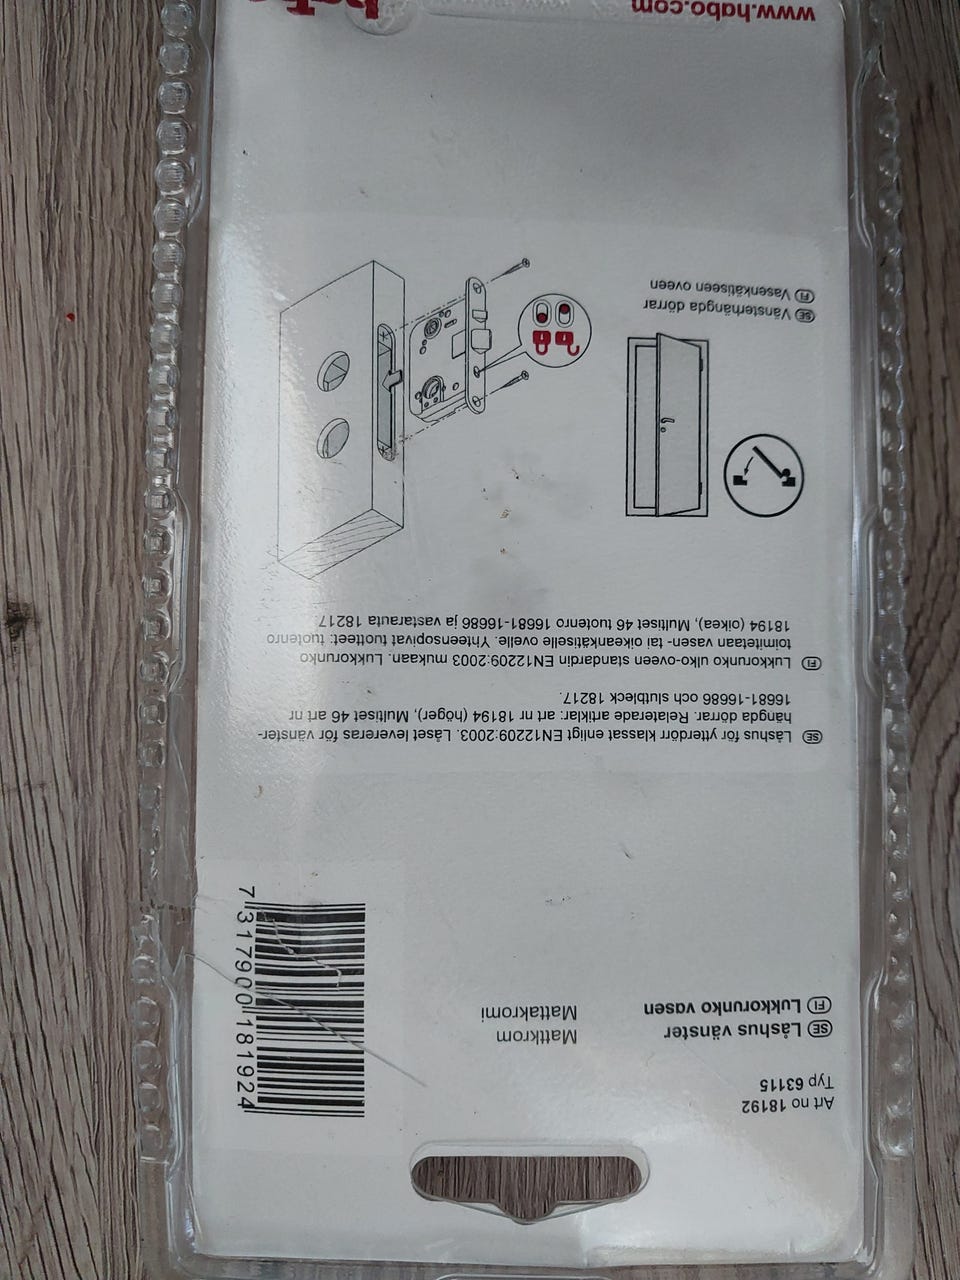 Art no 18192
Typ 63115
SE Låshus vänster Mattkrom
FI Lukkorunko vasen Mattakromi
7 317900 181924
SE Låshus för ytterdörr klassat enligt EN12209:2003. Låset levereras för vänster-
hängda dörrar. Relaterade artiklar: art nr 18194 (höger), Multiset 46 art nr
16681-16686 och slutbleck 18217.
FI Lukkorunko ulko-oveen standardin EN12209:2003 mukaan. Lukkorunko
toimitetaan vasen- tai oikeankätiselle ovelle. Yhteensopivat tuotteet: tuotenro
18194 (oikea), Multiset 46 tuotenro 16681-16686 ja vastarauta 18217.
SE Vänsterhängda dörrar
FI Vasenkätiseen oveen
www.habo.com
habo